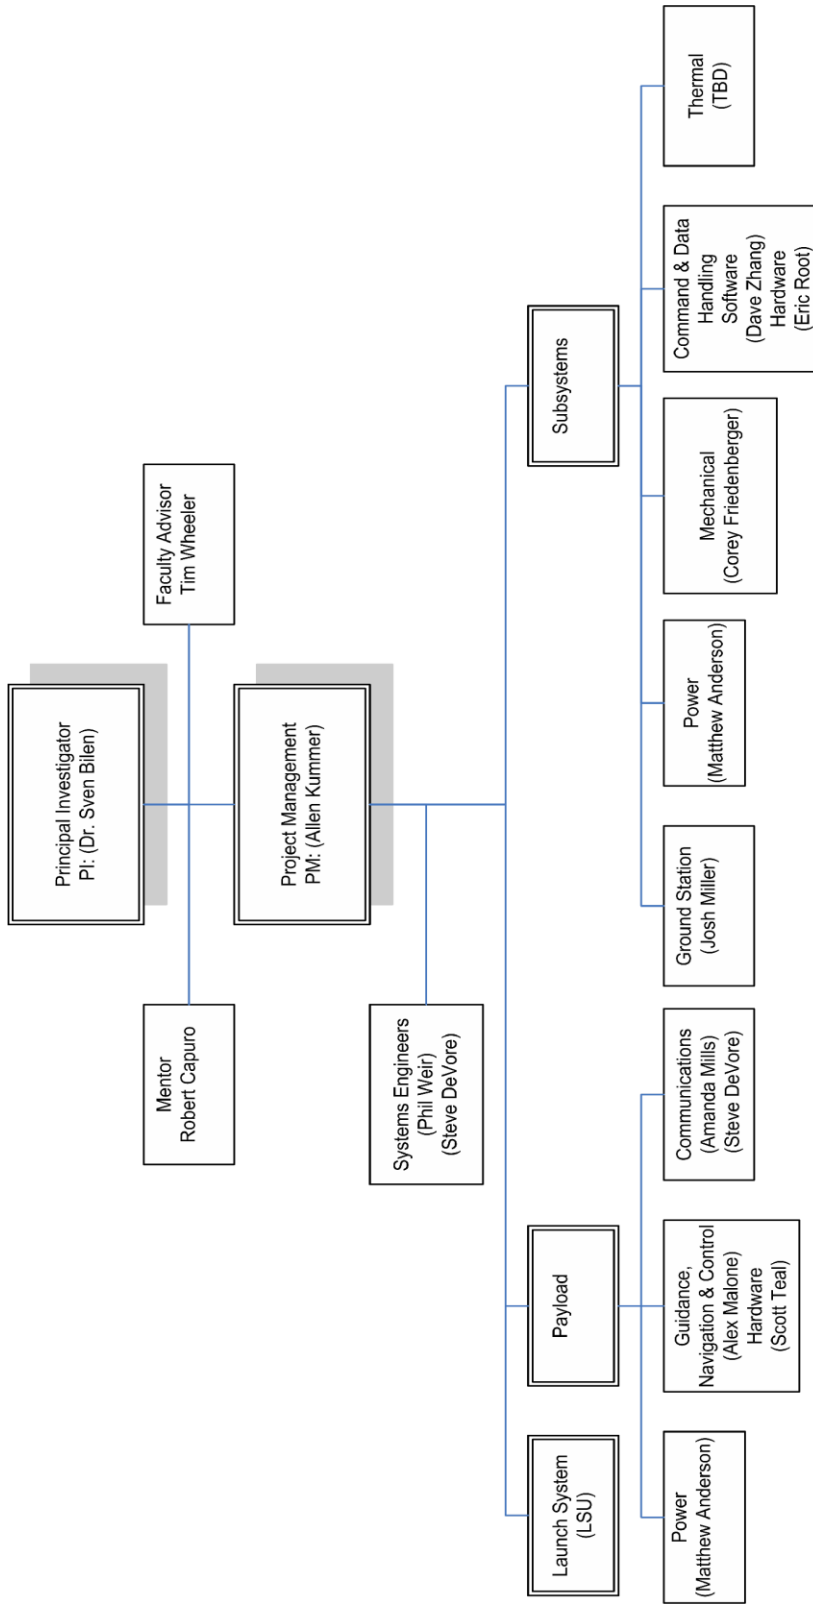 Principal Investigator
PI: (Dr. Sven Bilen)
Mentor
Robert Capuro
Faculty Advisor
Tim Wheeler
Project Management
PM: (Allen Kummer)
Systems Engineers
(Phil Weir)
(Steve DeVore)
Launch System
(LSU)
Payload
Subsystems
Power
(Matthew Anderson)
Guidance,
Navigation & Control
(Alex Malone)
Hardware
(Scott Teal)
Communications
(Amanda Mills)
(Steve DeVore)
Ground Station
(Josh Miller)
Power
(Matthew Anderson)
Mechanical
(Corey Friedenberger)
Command & Data
Handling
Software
(Dave Zhang)
Hardware
(Eric Root)
Thermal
(TBD)